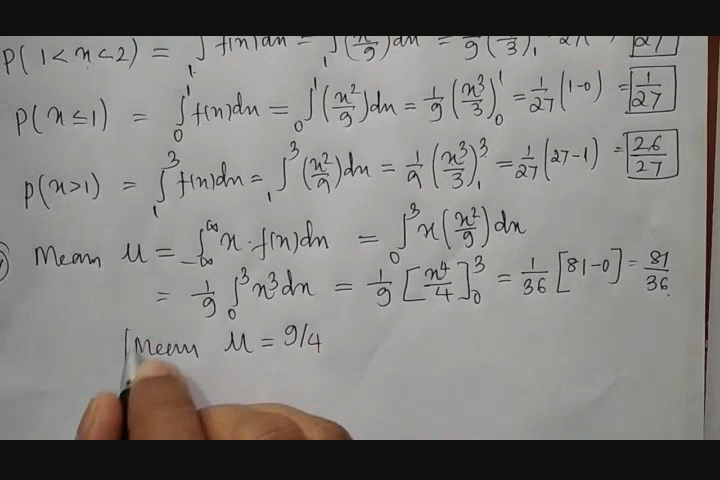 P(1<x<2) = ∫₁ f(x)dx = ∫₁ (x²/9)dx = 1/9 (x³/3)₁ = 27
P(x≤1) = ∫₀¹ f(x)dx = ∫₀¹ (x²/9)dx = 1/9 (x³/3)₀¹ = 1/27 (1-0) = 1/27
P(x>1) = ∫₁³ f(x)dx = ∫₁³ (x²/9)dx = 1/9 (x³/3)₁³ = 1/27 (27-1) = 26/27
Mean μ = ∫₋∞^∞ x·f(x)dx = ∫₀³ x(x²/9)dx
= 1/9 ∫₀³ x³dx = 1/9 [x⁴/4]₀³ = 1/36 [81-0] = 81/36
Mean μ = 9/4